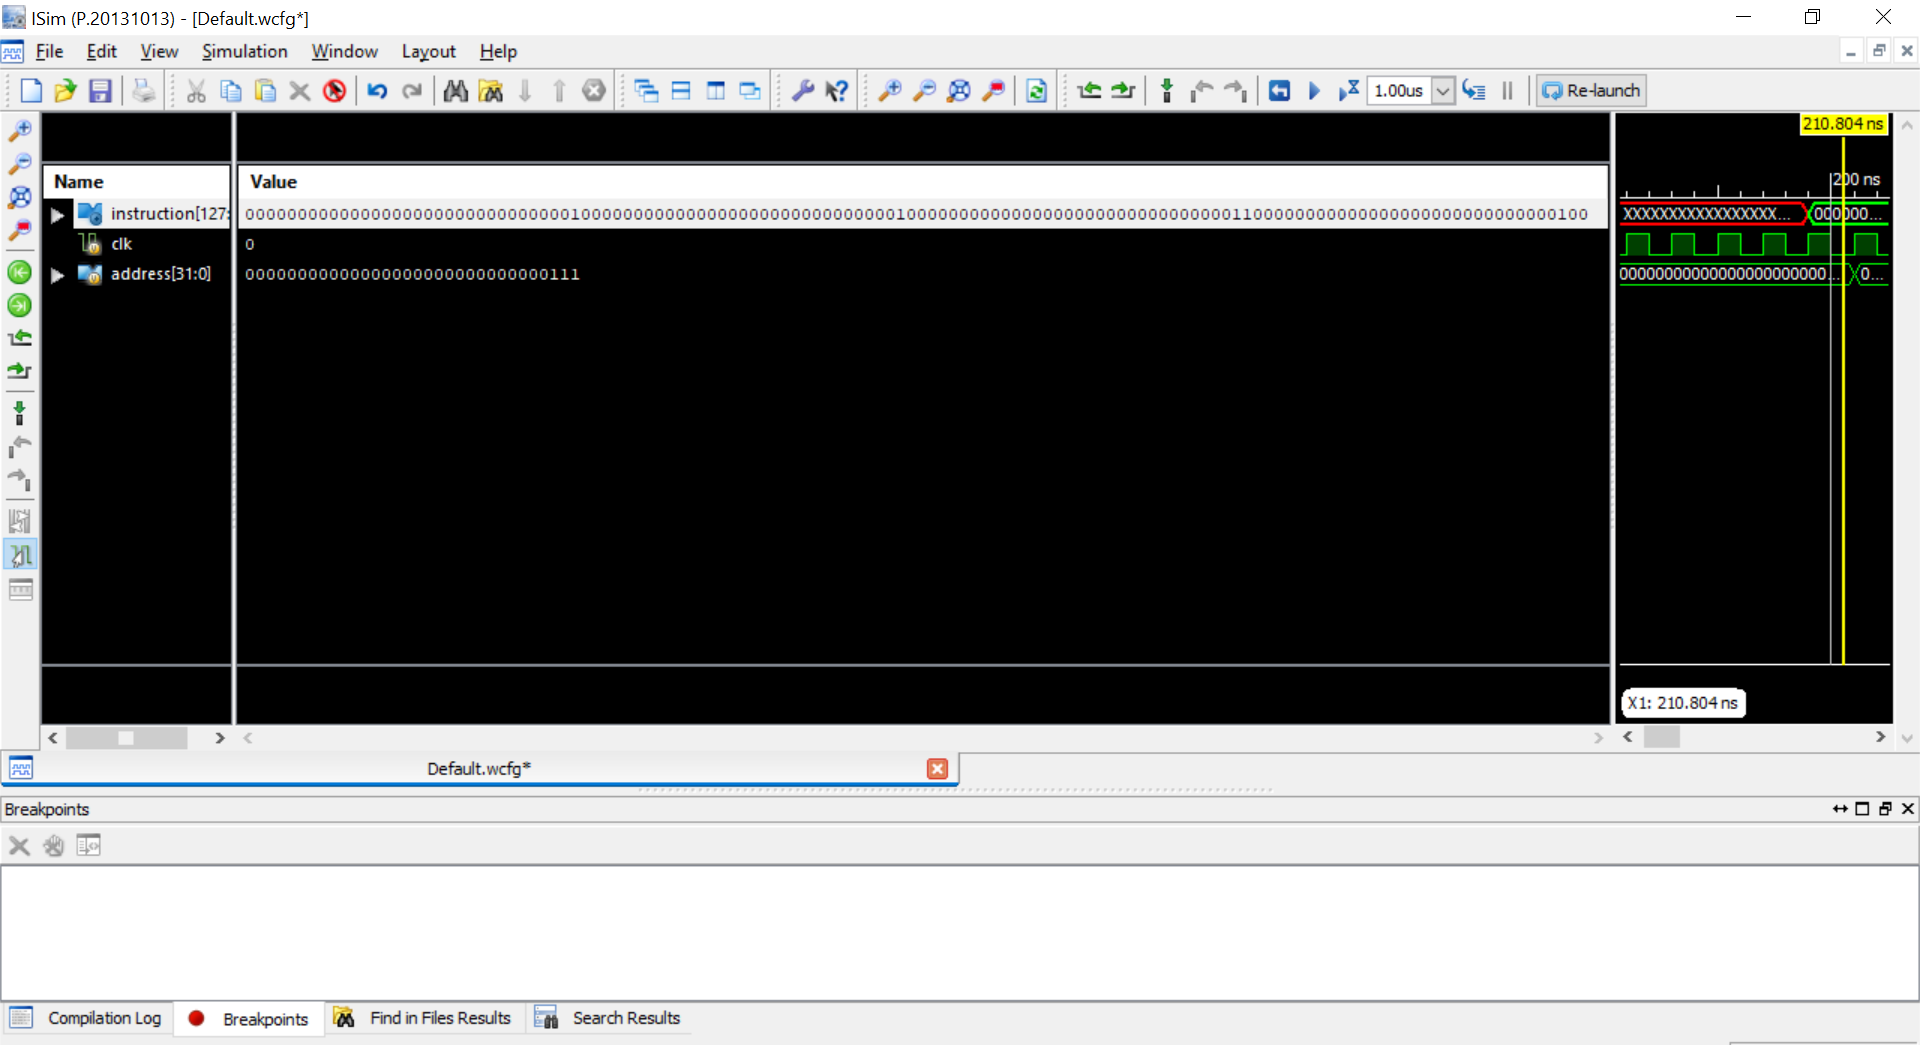 ISim (P.20131013) - [Default.wcfg*]
File Edit View Simulation Window Layout Help
1.00us Re-launch
210.804 ns
Name Value 200 ns
instruction[127: 00000000000000000000000000000001000000000000000000000000000000100000000000000000000000000000001100000000000000000000000000000100 XXXXXXXXXXXXXXXXX... 000000...
clk 0
address[31:0] 00000000000000000000000000000111 00000000000000000000000... 0...
X1: 210.804 ns
Default.wcfg*
Breakpoints
Compilation Log Breakpoints Find in Files Results Search Results